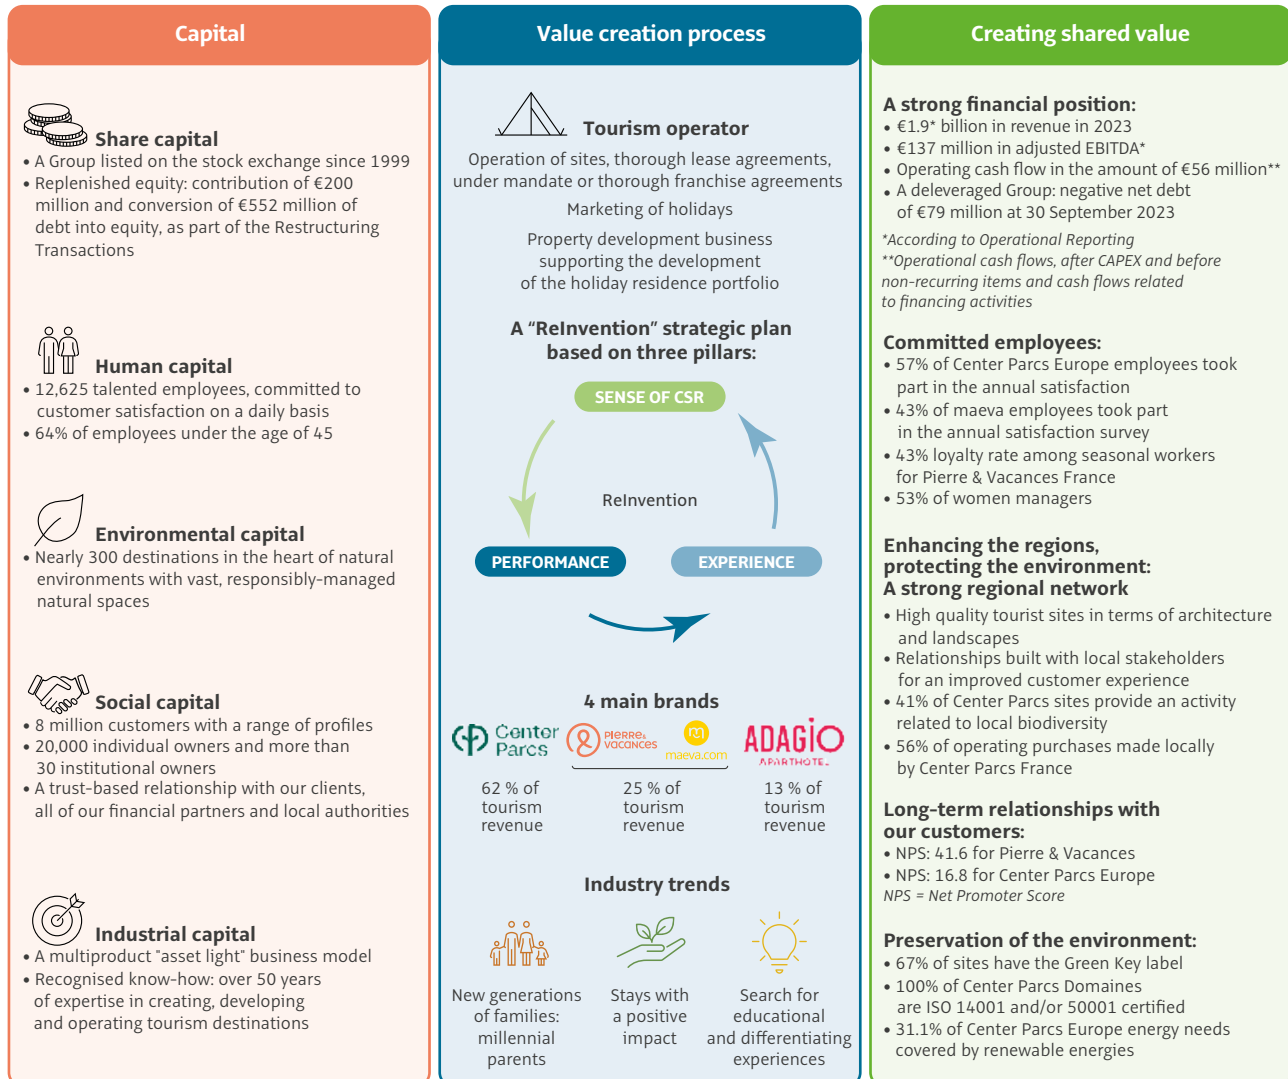 Capital
Share capital
• A Group listed on the stock exchange since 1999
• Replenished equity: contribution of €200
million and conversion of €552 million of
debt into equity, as part of the Restructuring
Transactions
Human capital
• 12,625 talented employees, committed to
customer satisfaction on a daily basis
• 64% of employees under the age of 45
Environmental capital
• Nearly 300 destinations in the heart of natural
environments with vast, responsibly-managed
natural spaces
Social capital
• 8 million customers with a range of profiles
• 20,000 individual owners and more than
30 institutional owners
• A trust-based relationship with our clients,
all of our financial partners and local authorities
Industrial capital
• A multiproduct "asset light" business model
• Recognised know-how: over 50 years
of expertise in creating, developing
and operating tourism destinations
Value creation process
Tourism operator
Operation of sites, thorough lease agreements,
under mandate or thorough franchise agreements
Marketing of holidays
Property development business
supporting the development
of the holiday residence portfolio
A “ReInvention” strategic plan
based on three pillars:
SENSE OF CSR
ReInvention
PERFORMANCE
EXPERIENCE
4 main brands
Center
Parcs
Pierre &
vacances
m
maeva.com
ADAGIO
APARTHOTEL
62 % of
tourism
revenue
25 % of
tourism
revenue
13 % of
tourism
revenue
Industry trends
New generations
of families:
millennial
parents
Stays with
a positive
impact
Search for
educational
and differentiating
experiences
Creating shared value
A strong financial position:
• €1.9* billion in revenue in 2023
• €137 million in adjusted EBITDA*
• Operating cash flow in the amount of €56 million**
• A deleveraged Group: negative net debt
of €79 million at 30 September 2023
*According to Operational Reporting
**Operational cash flows, after CAPEX and before
non-recurring items and cash flows related
to financing activities
Committed employees:
• 57% of Center Parcs Europe employees took
part in the annual satisfaction
• 43% of maeva employees took part
in the annual satisfaction survey
• 43% loyalty rate among seasonal workers
for Pierre & Vacances France
• 53% of women managers
Enhancing the regions,
protecting the environment:
A strong regional network
• High quality tourist sites in terms of architecture
and landscapes
• Relationships built with local stakeholders
for an improved customer experience
• 41% of Center Parcs sites provide an activity
related to local biodiversity
• 56% of operating purchases made locally
by Center Parcs France
Long-term relationships with
our customers:
• NPS: 41.6 for Pierre & Vacances
• NPS: 16.8 for Center Parcs Europe
NPS = Net Promoter Score
Preservation of the environment:
• 67% of sites have the Green Key label
• 100% of Center Parcs Domaines
are ISO 14001 and/or 50001 certified
• 31.1% of Center Parcs Europe energy needs
covered by renewable energies